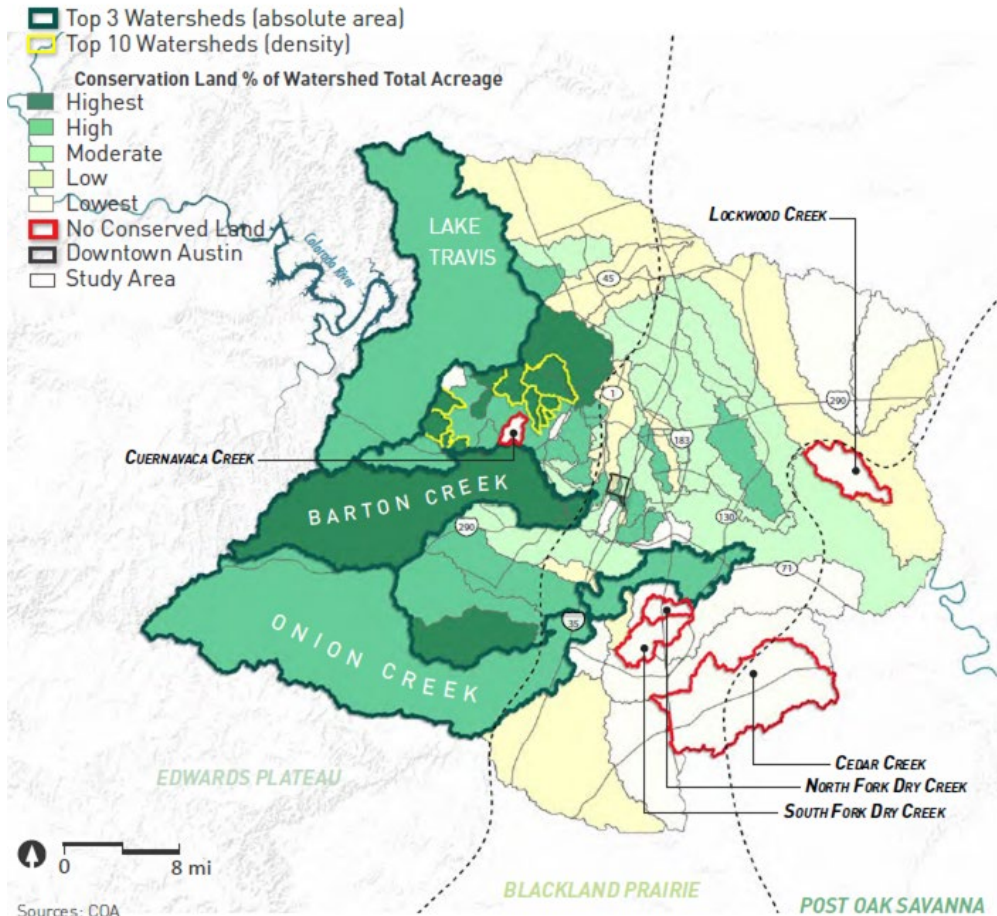 Top 3 Watersheds (absolute area)
Top 10 Watersheds (density)
Conservation Land % of Watershed Total Acreage
Highest
High
Moderate
Low
Lowest
No Conserved Land
Downtown Austin
Study Area
Colorado River
LAKE
TRAVIS
LOCKWOOD CREEK
45
290
1
183
CUERNAVACA CREEK
BARTON CREEK
290
130
71
ONION CREEK
35
CEDAR CREEK
NORTH FORK DRY CREEK
SOUTH FORK DRY CREEK
EDWARDS PLATEAU
0 8 mi
BLACKLAND PRAIRIE
POST OAK SAVANNA
Sources: COA